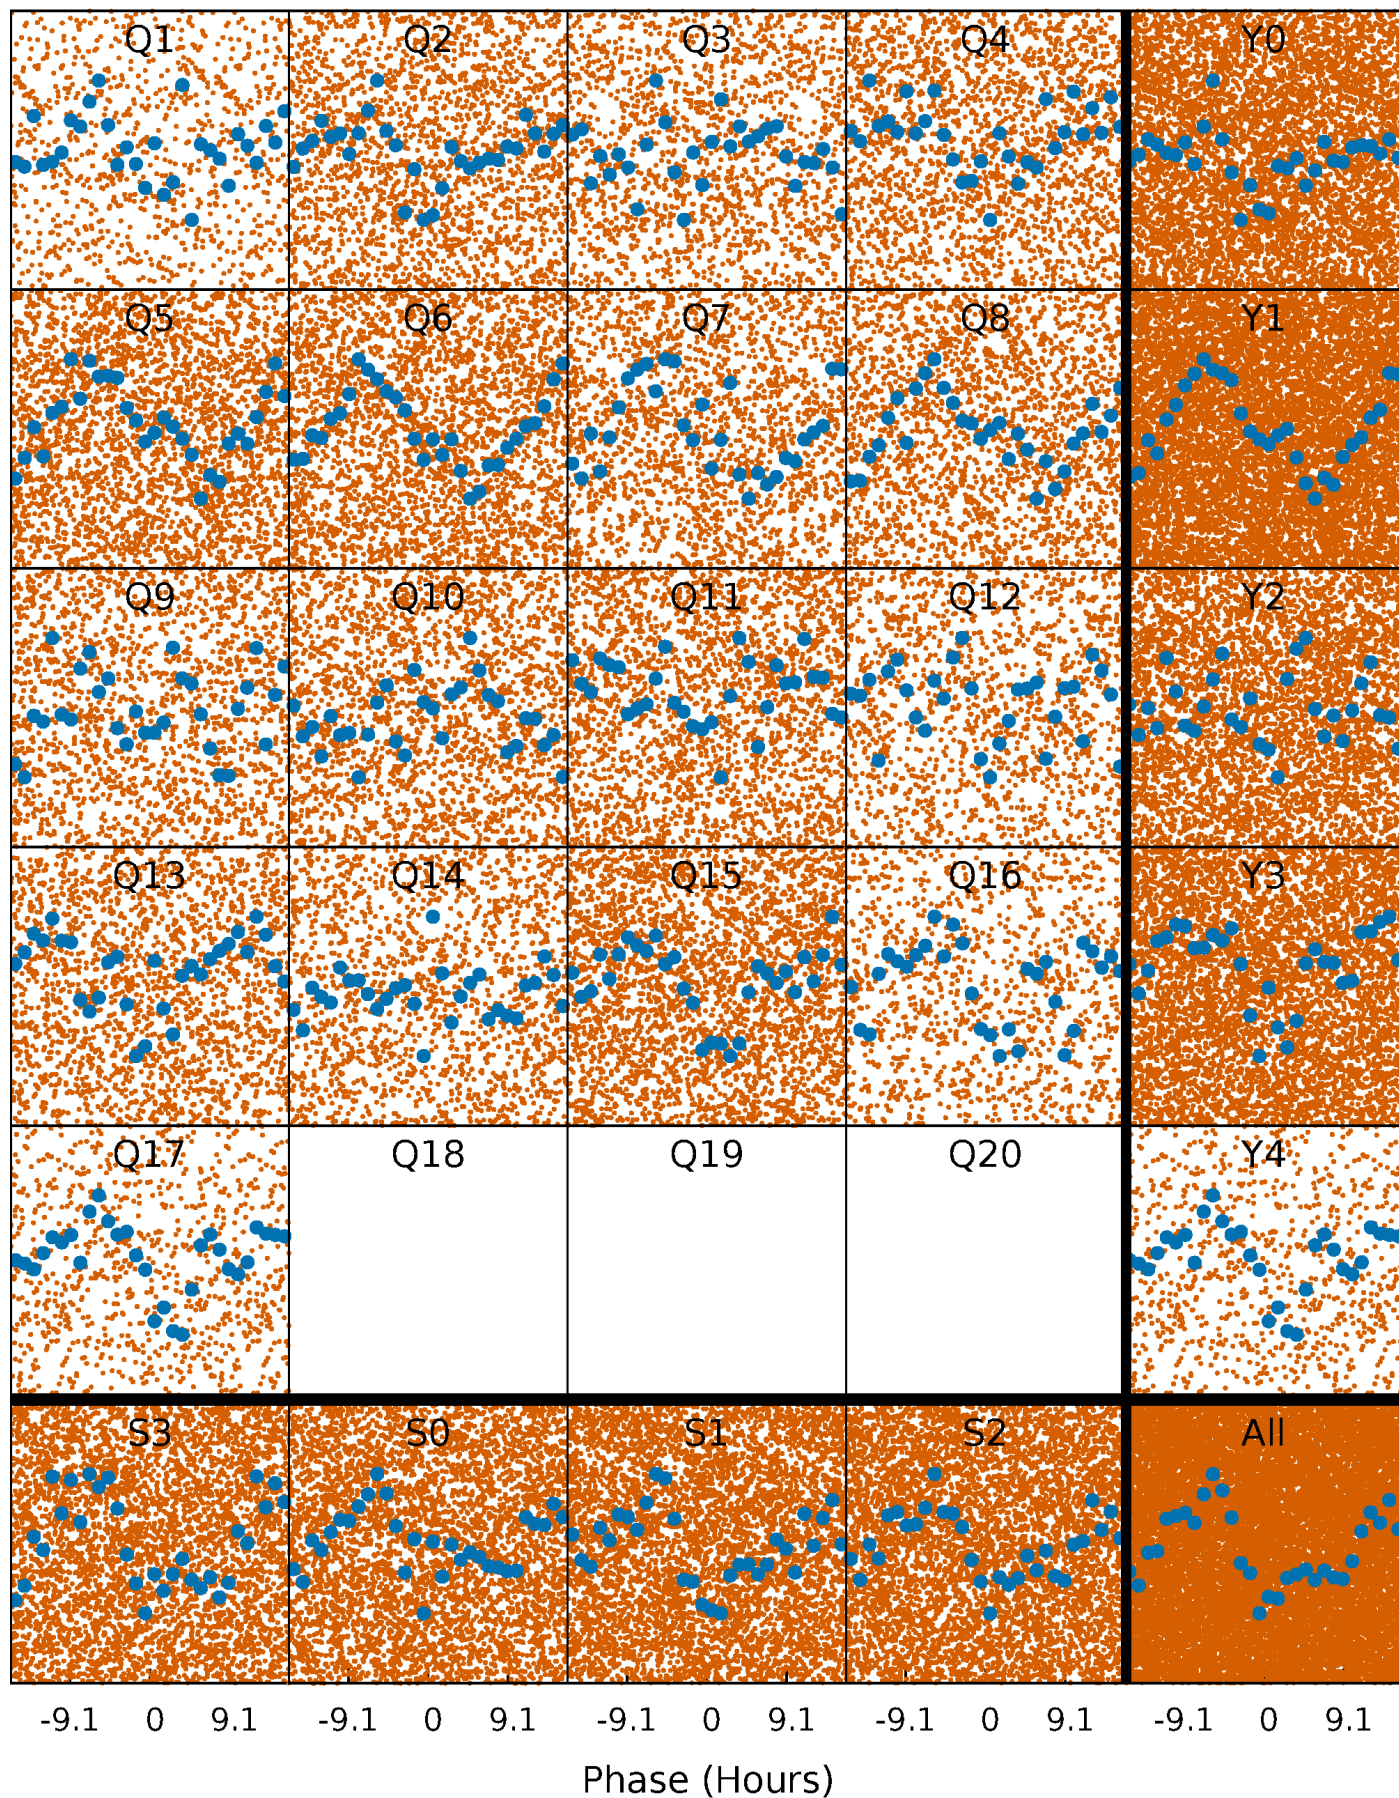 Q1 Q2 Q3 Q4 Y0
Q5 Q6 Q7 Q8 Y1
Q9 Q10 Q11 Q12 Y2
Q13 Q14 Q15 Q16 Y3
Q17 Q18 Q19 Q20 Y4
S3 S0 S1 S2 All
-9.1 0 9.1 -9.1 0 9.1 -9.1 0 9.1 -9.1 0 9.1 -9.1 0 9.1
Phase (Hours)